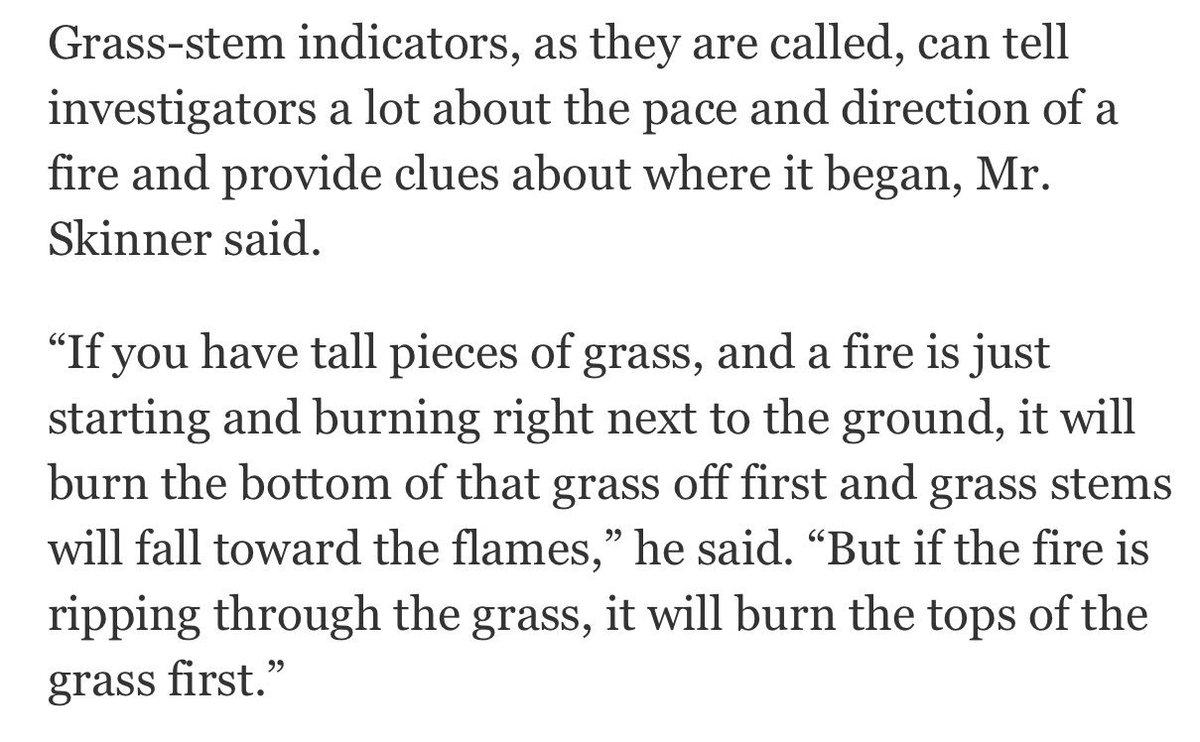 Grass-stem indicators, as they are called, can tell
investigators a lot about the pace and direction of a
fire and provide clues about where it began, Mr.
Skinner said.
“If you have tall pieces of grass, and a fire is just
starting and burning right next to the ground, it will
burn the bottom of that grass off first and grass stems
will fall toward the flames,” he said. “But if the fire is
ripping through the grass, it will burn the tops of the
grass first.”